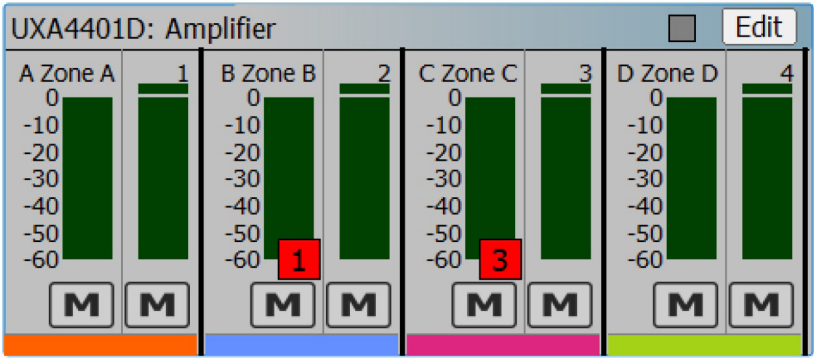 UXA4401D: Amplifier Edit
A Zone A 1 B Zone B 2 C Zone C 3 D Zone D 4
0 0 0 0
-10 -10 -10 -10
-20 -20 -20 -20
-30 -30 -30 -30
-40 -40 -40 -40
-50 -50 -50 -50
-60 -60 1 -60 3 -60
M M M M M M M M